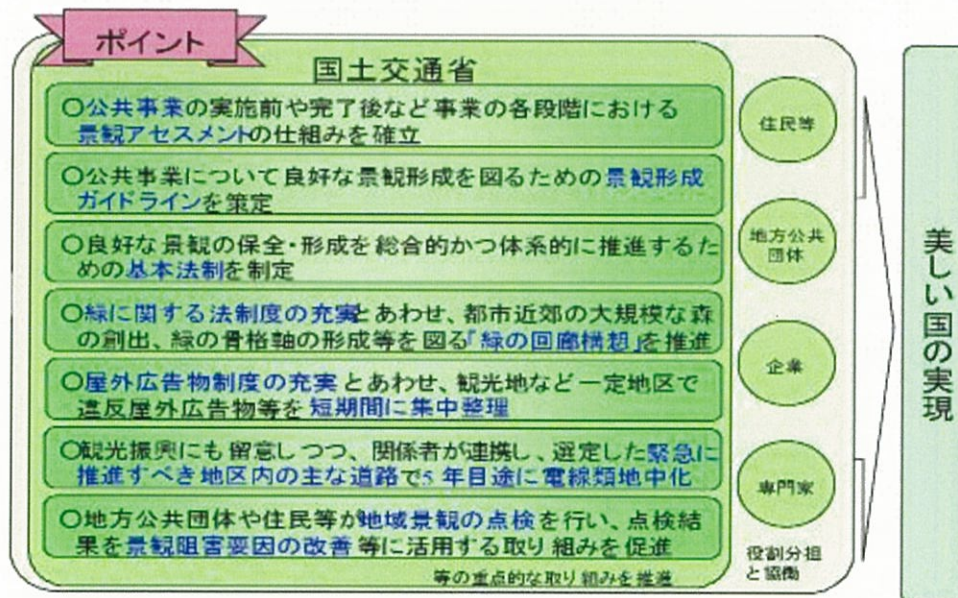 ポイント
国土交通省
○公共事業の実施前や完了後など事業の各段階における
景観アセスメントの仕組みを確立
○公共事業について良好な景観形成を図るための景観形成
ガイドラインを策定
○良好な景観の保全・形成を総合的かつ体系的に推進するた
めの基本法制を制定
○緑に関する法制度の充実とあわせ、都市近郊の大規模な森
の創出、緑の骨格軸の形成等を図る「緑の回廊構想」を推進
○屋外広告物制度の充実とあわせ、観光地など一定地区で
違反屋外広告物等を短期間に集中整理
○観光振興にも留意しつつ、関係者が連携し、選定した緊急に
推進すべき地区内の主な道路で5年目途に電線類地中化
○地方公共団体や住民等が地域景観の点検を行い、点検結
果を景観阻害要因の改善等に活用する取り組みを促進
等の重点的な取り組みを推進
住民等
地方公共
団体
企業
専門家
役割分担
と協働
美しい国の実現